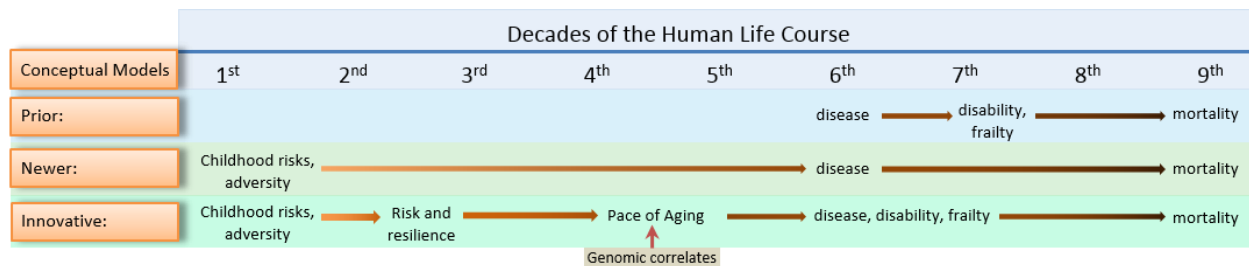 Decades of the Human Life Course
Conceptual Models 1st 2nd 3rd 4th 5th 6th 7th 8th 9th
Prior: disease disability, mortality
frailty
Newer: Childhood risks, disease mortality
adversity
Innovative: Childhood risks, Risk and Pace of Aging disease, disability, frailty mortality
adversity resilience
Genomic correlates